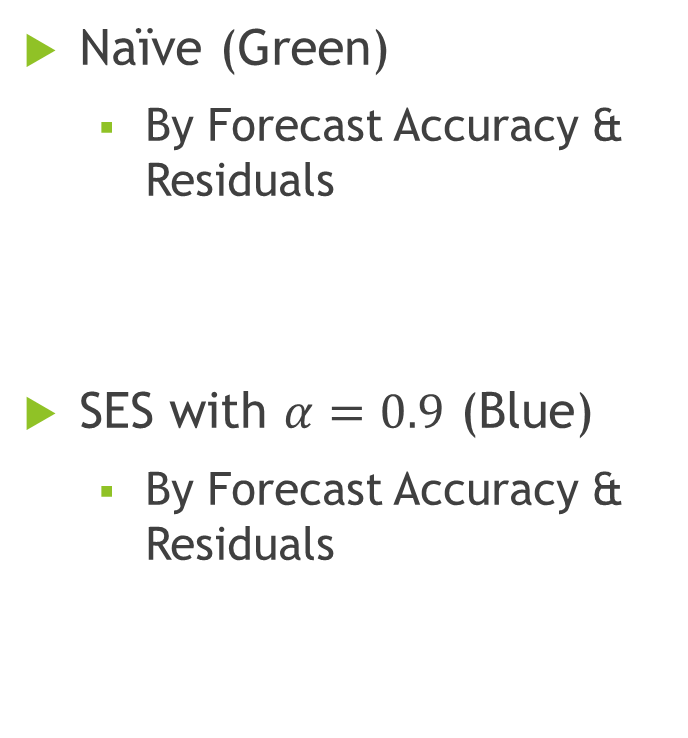 Naïve (Green)
By Forecast Accuracy &
Residuals
SES with α = 0.9 (Blue)
By Forecast Accuracy &
Residuals